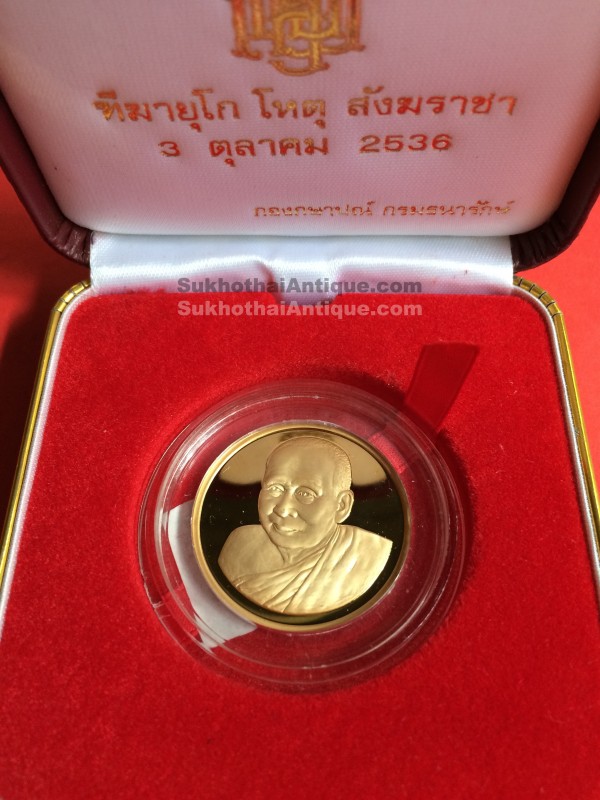 ฑีฆายุโก โหตุ สังฆราชา
3 ตุลาคม 2536
กองกษาปณ์ กรมธนารักษ์
SukhothaiAntique.com
SukhothaiAntique.com